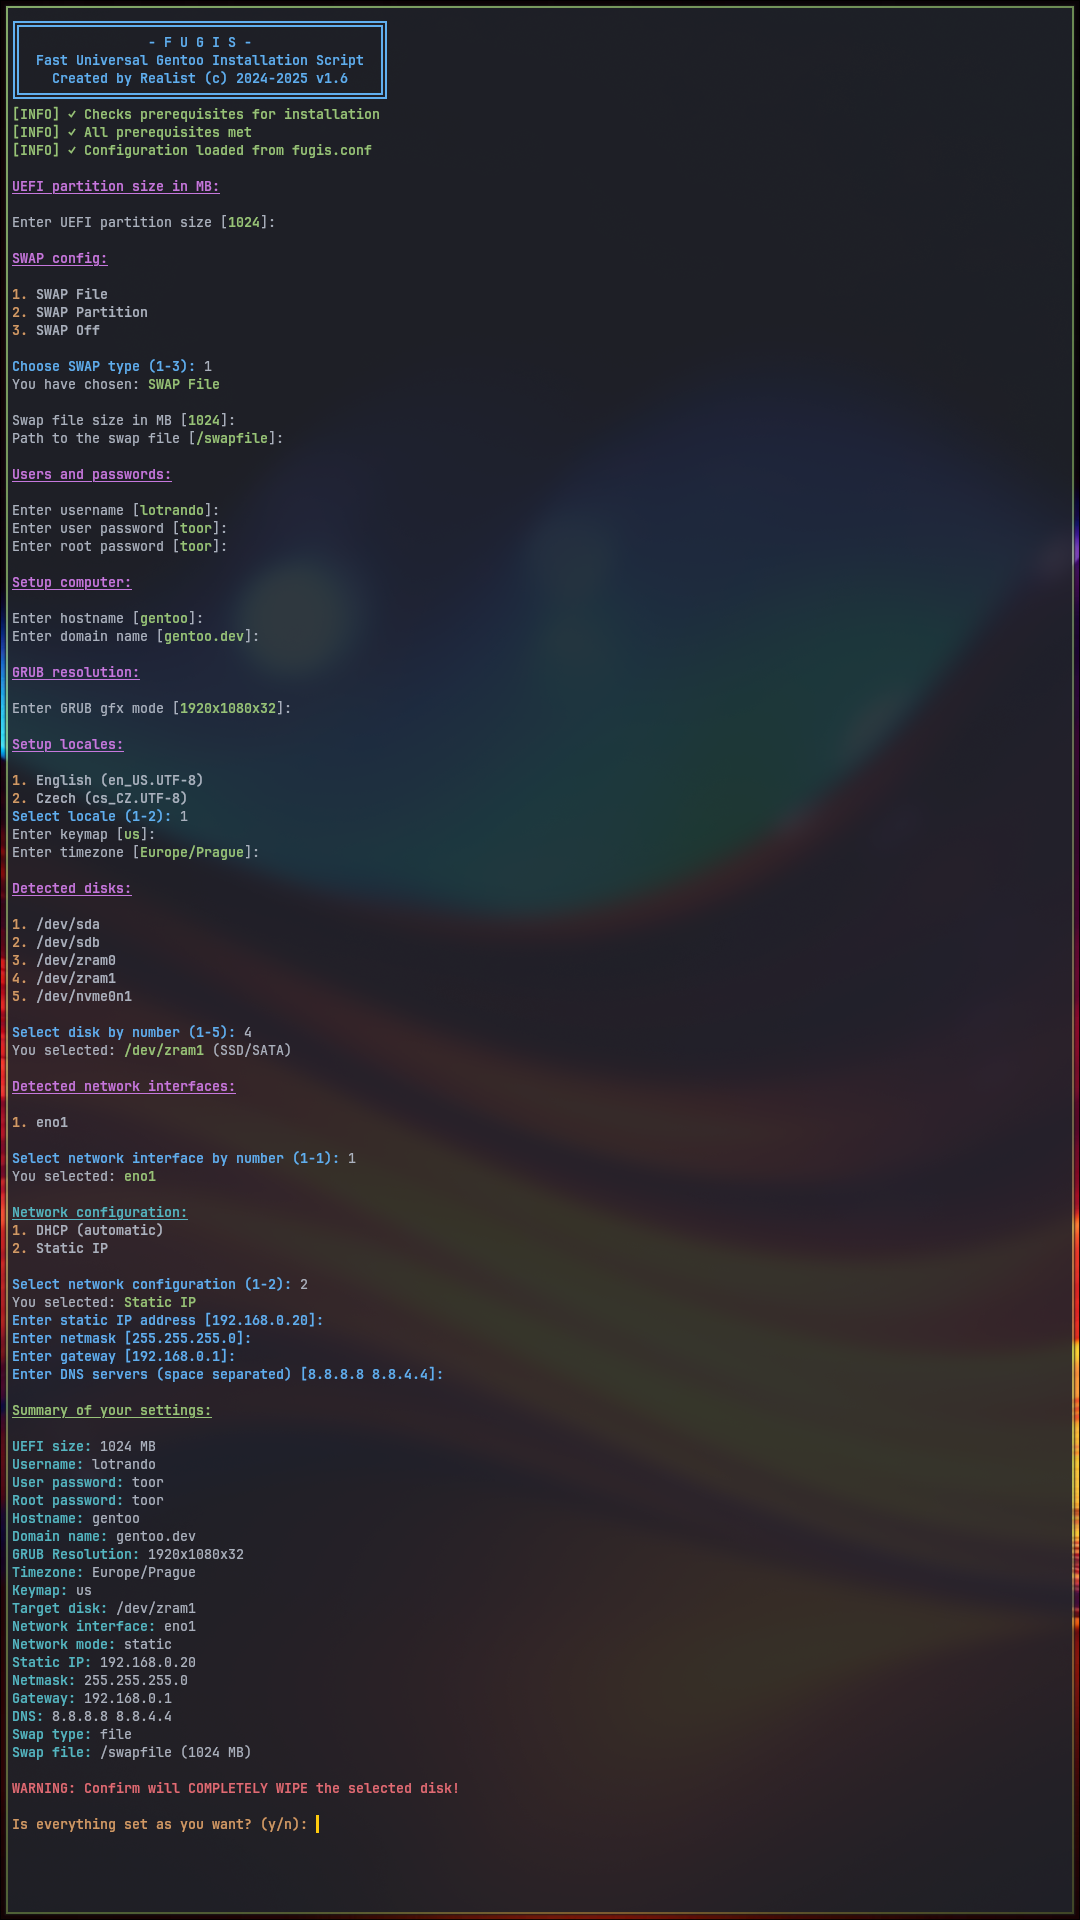 - F U G I S -
Fast Universal Gentoo Installation Script
Created by Realist (c) 2024-2025 v1.6
[INFO] ✓ Checks prerequisites for installation
[INFO] ✓ All prerequisites met
[INFO] ✓ Configuration loaded from fugis.conf
UEFI partition size in MB:
Enter UEFI partition size [1024]:
SWAP config:
1. SWAP File
2. SWAP Partition
3. SWAP Off
Choose SWAP type (1-3): 1
You have chosen: SWAP File
Swap file size in MB [1024]:
Path to the swap file [/swapfile]:
Users and passwords:
Enter username [lotrando]:
Enter user password [toor]:
Enter root password [toor]:
Setup computer:
Enter hostname [gentoo]:
Enter domain name [gentoo.dev]:
GRUB resolution:
Enter GRUB gfx mode [1920x1080x32]:
Setup locales:
1. English (en_US.UTF-8)
2. Czech (cs_CZ.UTF-8)
Select locale (1-2): 1
Enter keymap [us]:
Enter timezone [Europe/Prague]:
Detected disks:
1. /dev/sda
2. /dev/sdb
3. /dev/zram0
4. /dev/zram1
5. /dev/nvme0n1
Select disk by number (1-5): 4
You selected: /dev/zram1 (SSD/SATA)
Detected network interfaces:
1. eno1
Select network interface by number (1-1): 1
You selected: eno1
Network configuration:
1. DHCP (automatic)
2. Static IP
Select network configuration (1-2): 2
You selected: Static IP
Enter static IP address [192.168.0.20]:
Enter netmask [255.255.255.0]:
Enter gateway [192.168.0.1]:
Enter DNS servers (space separated) [8.8.8.8 8.8.4.4]:
Summary of your settings:
UEFI size: 1024 MB
Username: lotrando
User password: toor
Root password: toor
Hostname: gentoo
Domain name: gentoo.dev
GRUB Resolution: 1920x1080x32
Timezone: Europe/Prague
Keymap: us
Target disk: /dev/zram1
Network interface: eno1
Network mode: static
Static IP: 192.168.0.20
Netmask: 255.255.255.0
Gateway: 192.168.0.1
DNS: 8.8.8.8 8.8.4.4
Swap type: file
Swap file: /swapfile (1024 MB)
WARNING: Confirm will COMPLETELY WIPE the selected disk!
Is everything set as you want? (y/n):